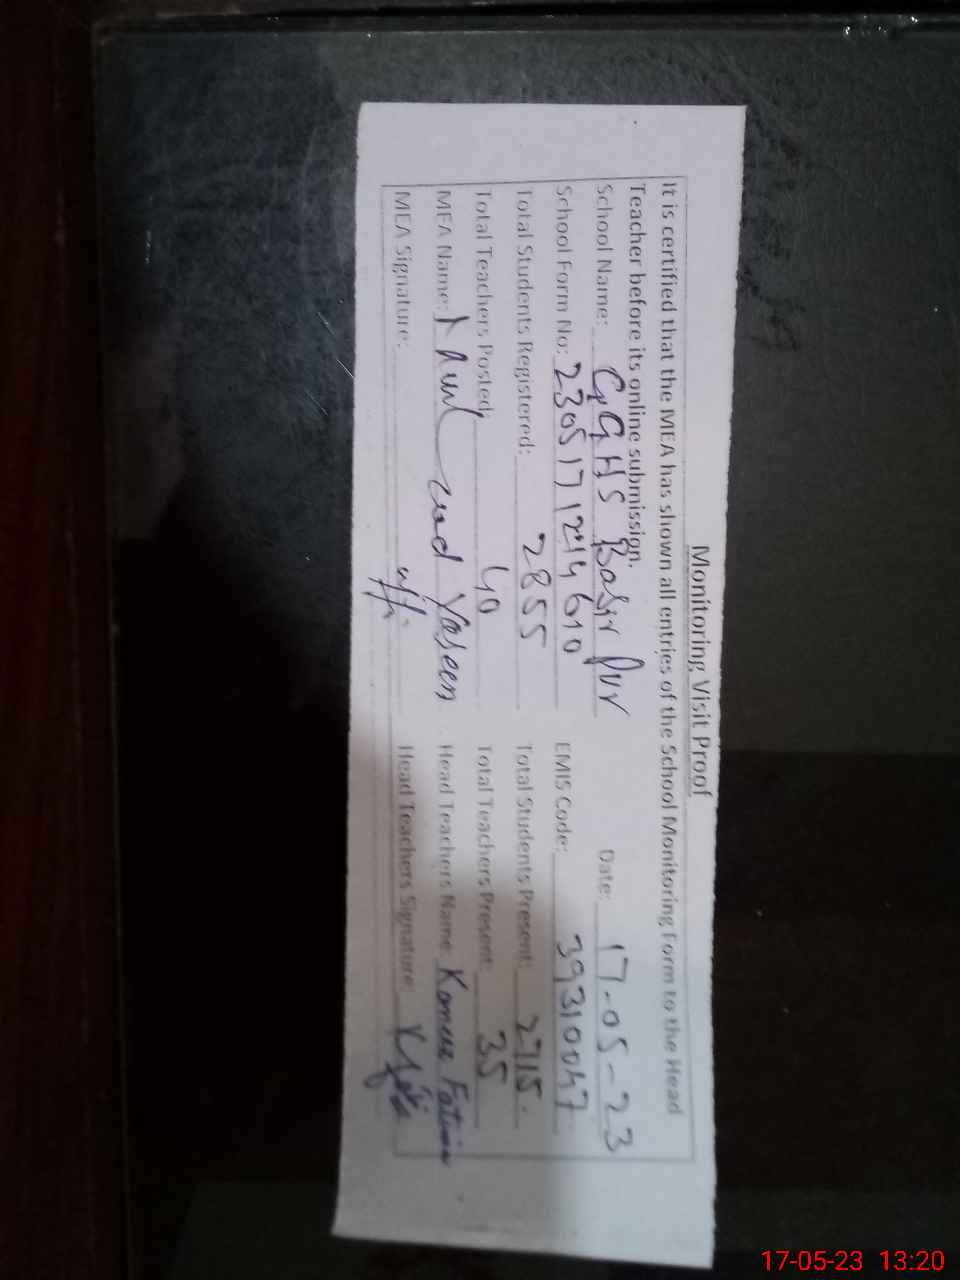 Monitoring Visit Proof
It is certified that the MEA has shown all entries of the School Monitoring Form to the Head
Teacher before its online submission.
School Name: GGHS Basir Pur Date: 17-05-23
School Form No: EMIS Code: 39310047
Total Students Registered: 2855 Total Students Present: 2715
Total Teachers Posted: 40 Total Teachers Present: 35
MEA Name: Yaseen Head Teachers Name Fatima
MEA Signature: Head Teachers Signature:
17-05-23 13:20